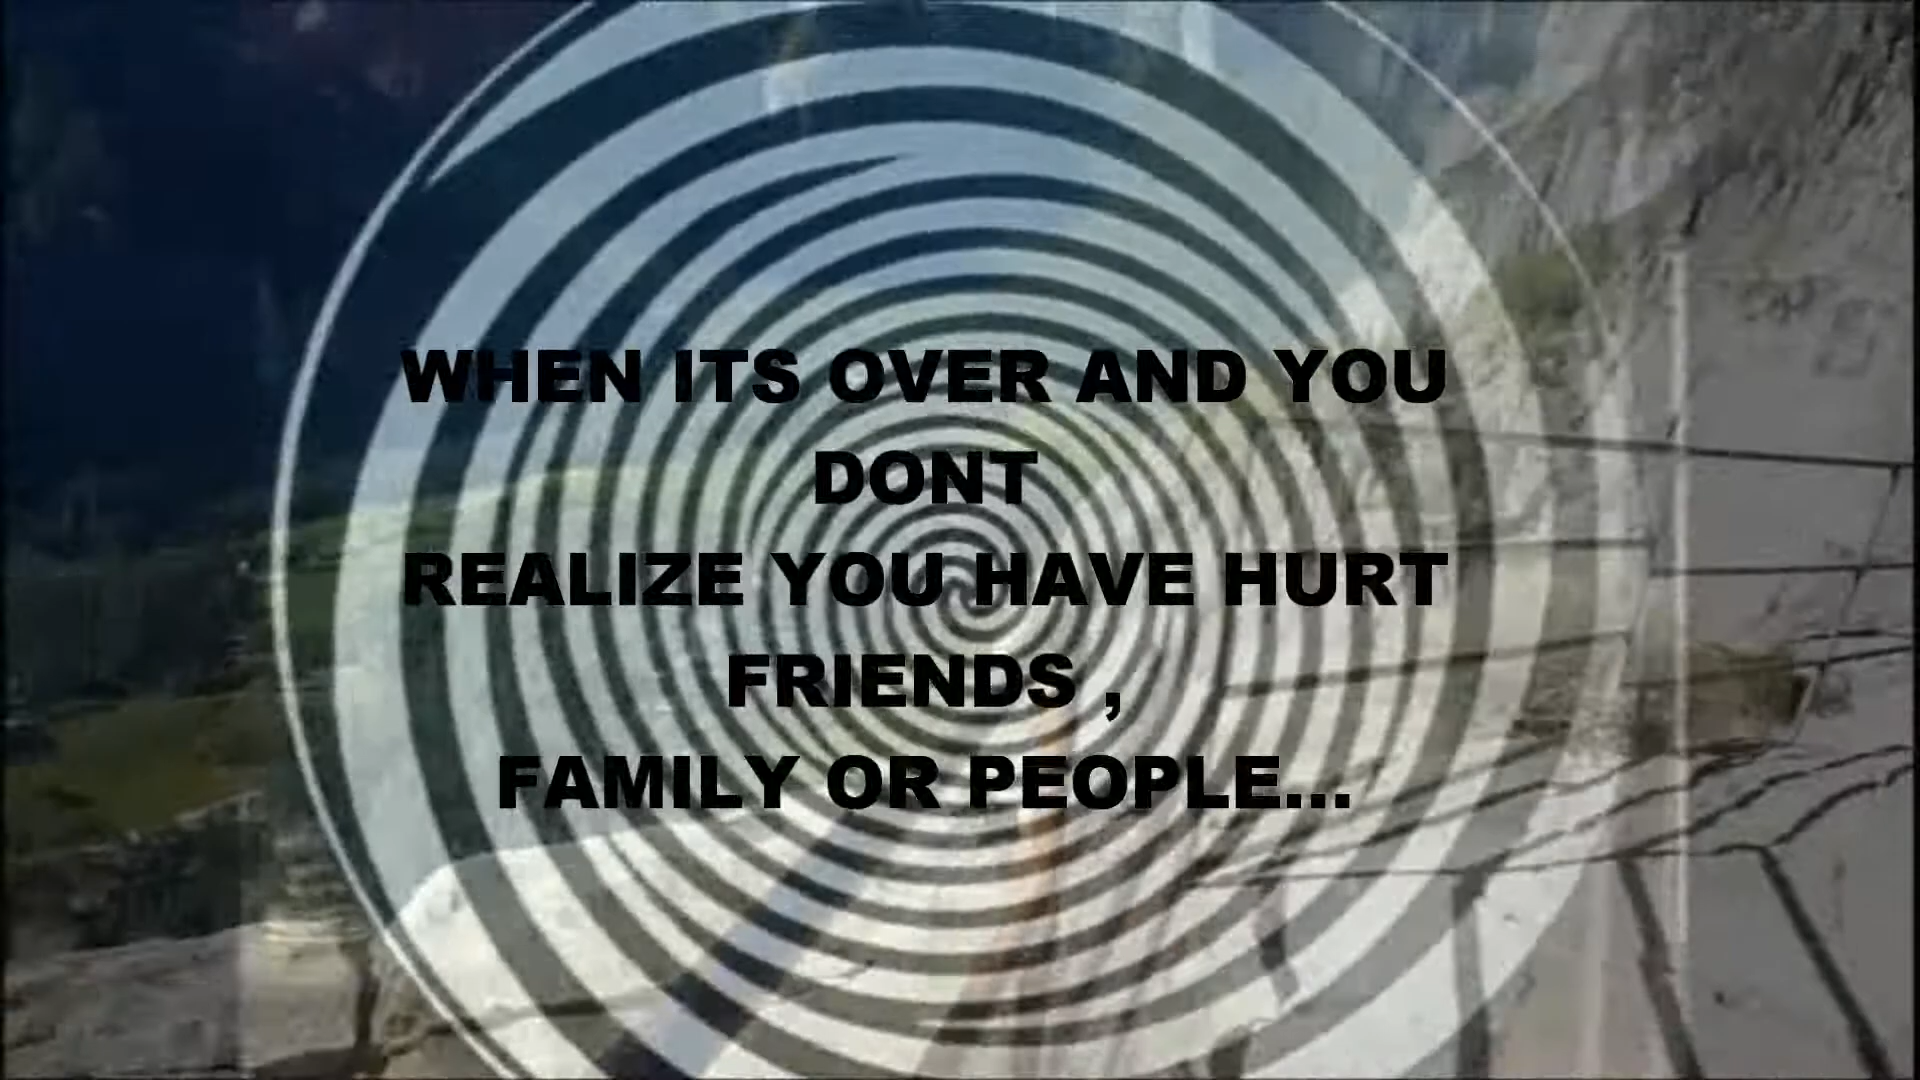 WHEN ITS OVER AND YOU
DONT
REALIZE YOU HAVE HURT
FRIENDS ,
FAMILY OR PEOPLE...